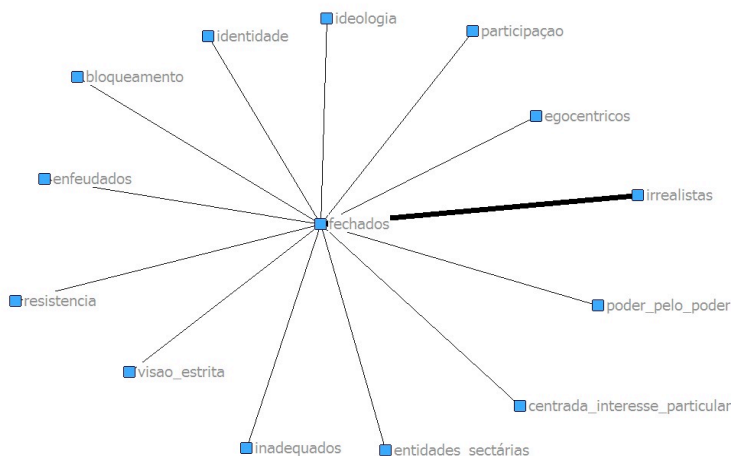 ideologia
identidade
participaçao
bloqueamento
egocentricos
enfeudados
irrealistas
fechados
resistencia
poder_pelo_poder
visao_estrita
centrada_interesse_particular
inadequados
entidades_sectárias